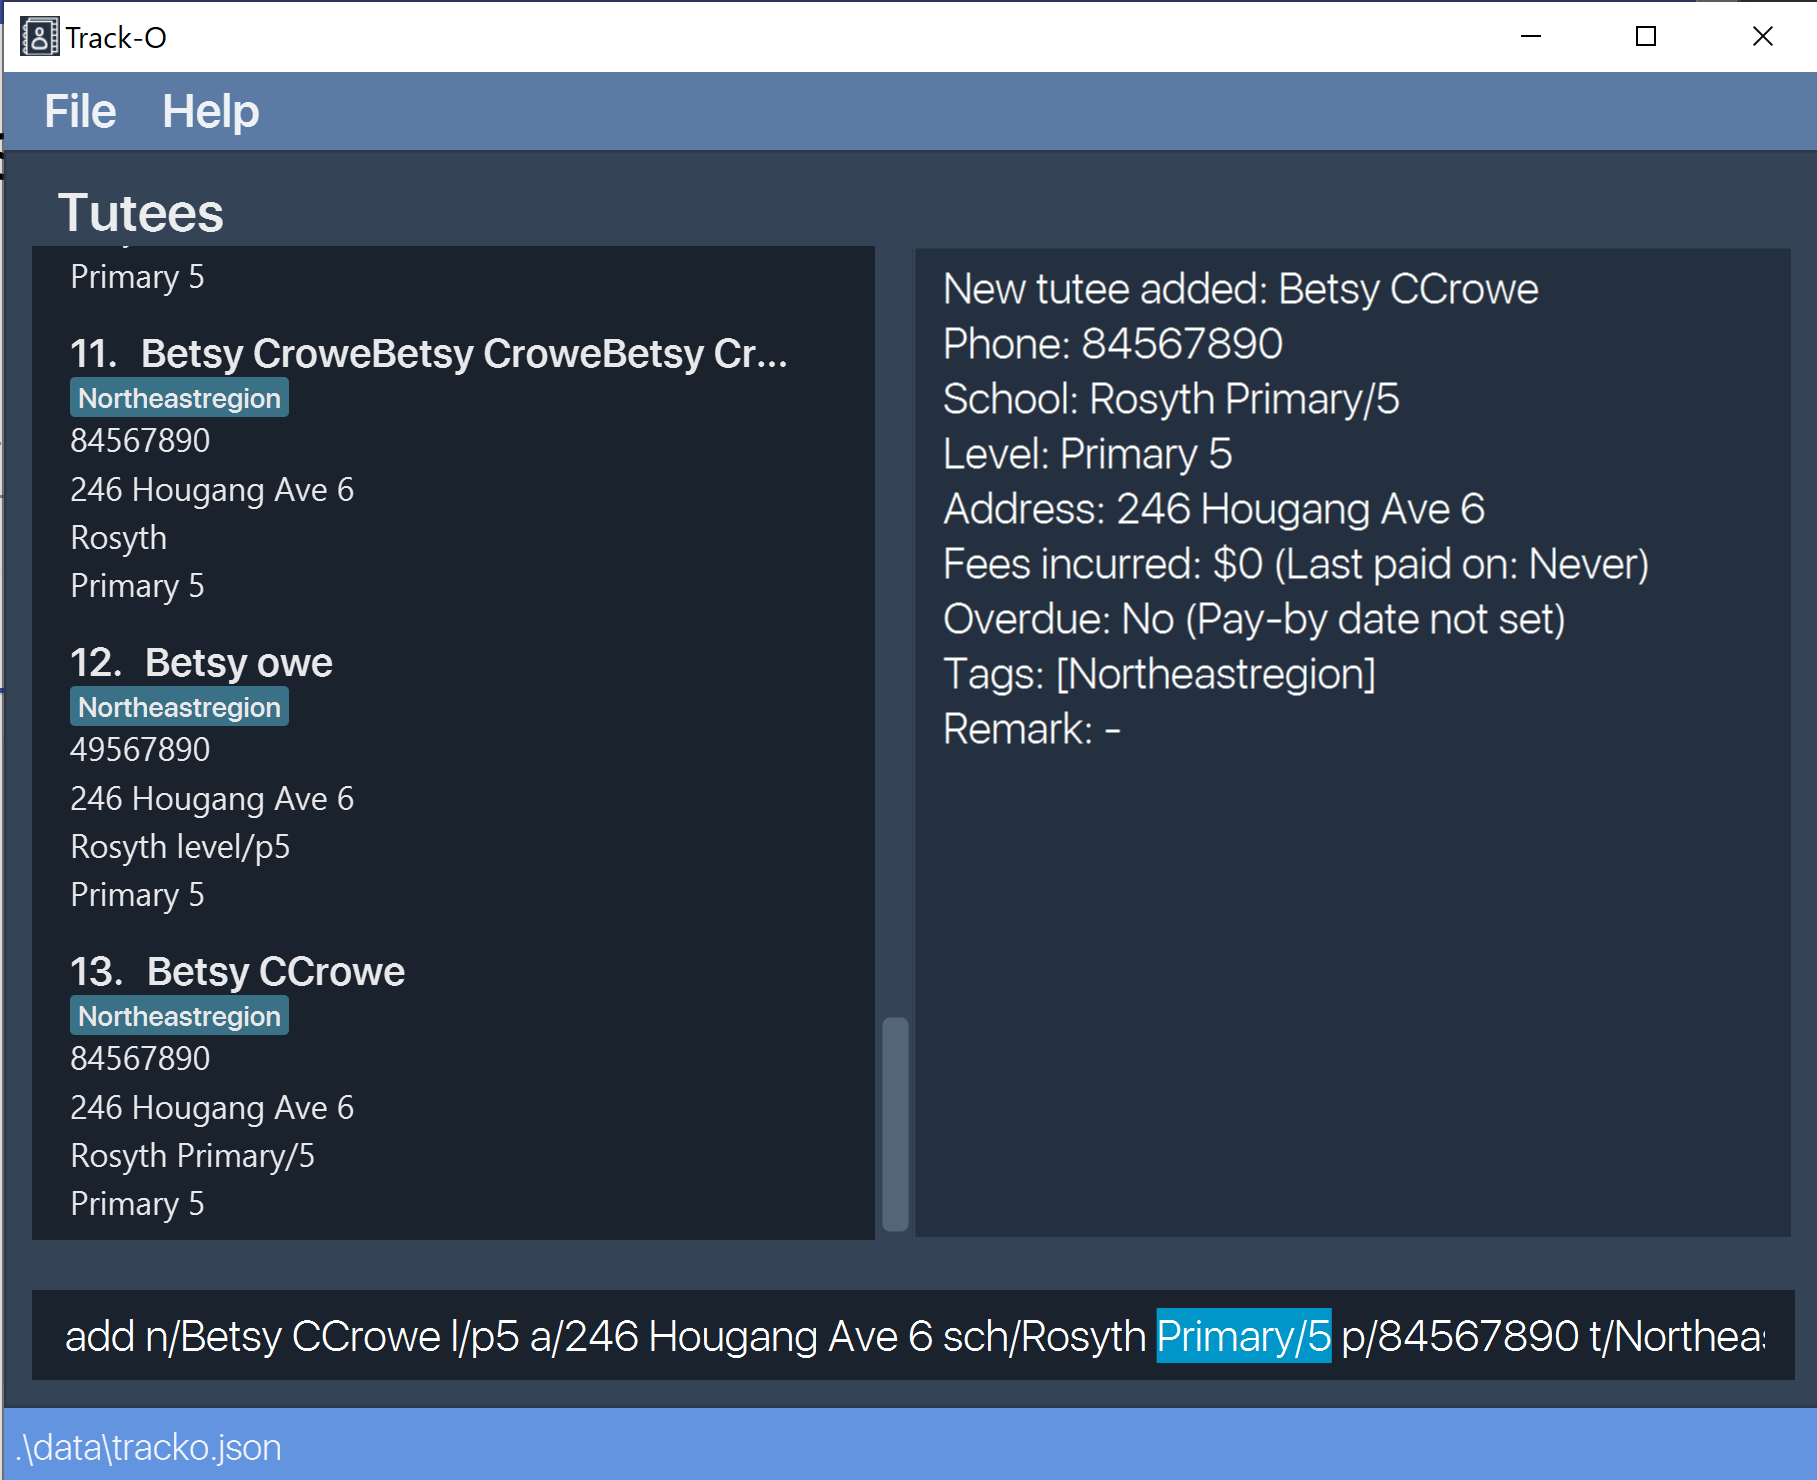 Track-O
File Help
Tutees
Primary 5
11. Betsy CroweBetsy CroweBetsy Cr...
Northeastregion
84567890
246 Hougang Ave 6
Rosyth
Primary 5
12. Betsy owe
Northeastregion
49567890
246 Hougang Ave 6
Rosyth level/p5
Primary 5
13. Betsy CCrowe
Northeastregion
84567890
246 Hougang Ave 6
Rosyth Primary/5
Primary 5
New tutee added: Betsy CCrowe
Phone: 84567890
School: Rosyth Primary/5
Level: Primary 5
Address: 246 Hougang Ave 6
Fees incurred: $0 (Last paid on: Never)
Overdue: No (Pay-by date not set)
Tags: [Northeastregion]
Remark: -
add n/Betsy CCrowe l/p5 a/246 Hougang Ave 6 sch/Rosyth Primary/5 p/84567890 t/Northeas
.\data\tracko.json